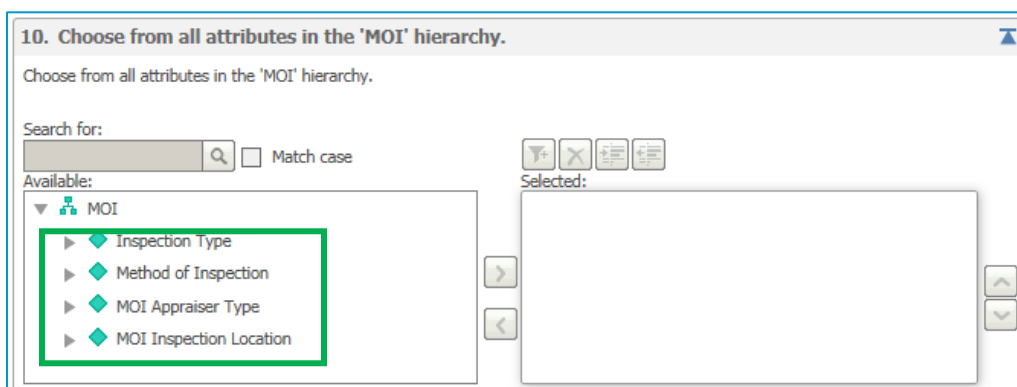 10. Choose from all attributes in the 'MOI' hierarchy.
Choose from all attributes in the 'MOI' hierarchy.
Search for:
Match case
Available:
Selected:
MOI
Inspection Type
Method of Inspection
MOI Appraiser Type
MOI Inspection Location